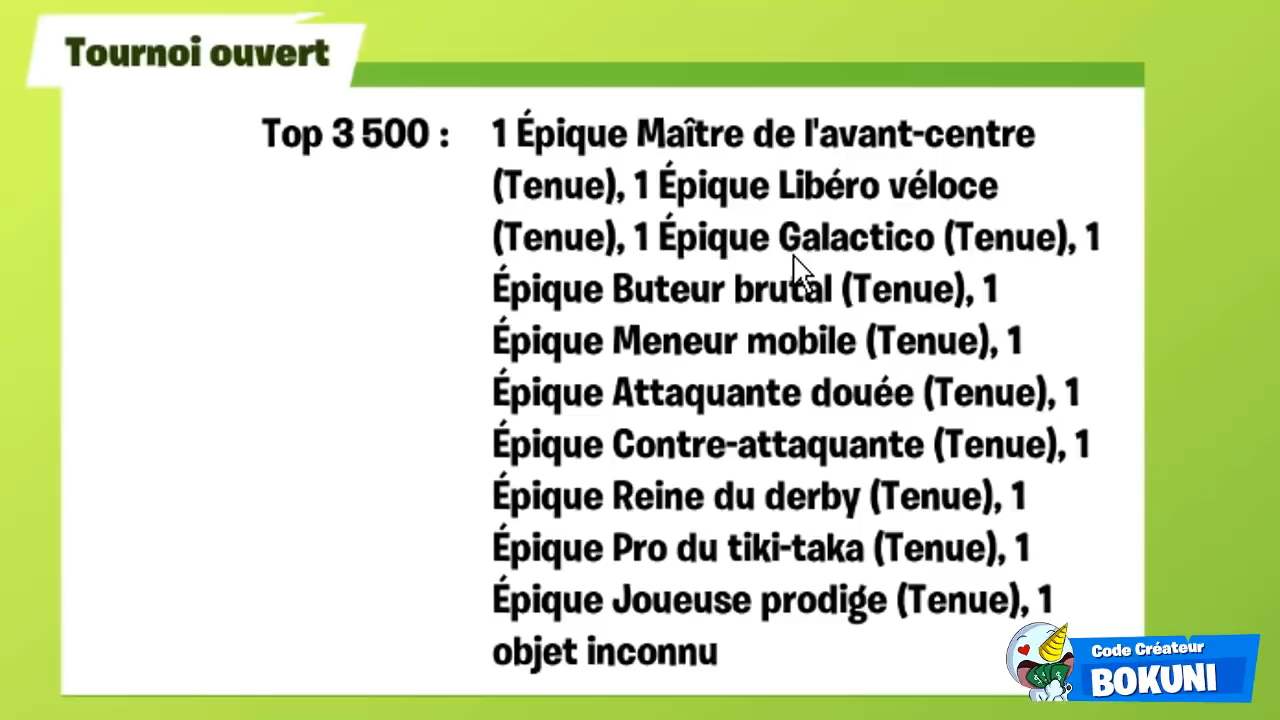 Tournoi ouvert
Top 3 500 : 1 Épique Maître de l'avant-centre
(Tenue), 1 Épique Libéro véloce
(Tenue), 1 Épique Galactico (Tenue), 1
Épique Buteur brutal (Tenue), 1
Épique Meneur mobile (Tenue), 1
Épique Attaquante douée (Tenue), 1
Épique Contre-attaquante (Tenue), 1
Épique Reine du derby (Tenue), 1
Épique Pro du tiki-taka (Tenue), 1
Épique Joueuse prodige (Tenue), 1
objet inconnu
Code Créateur
BOKUNI